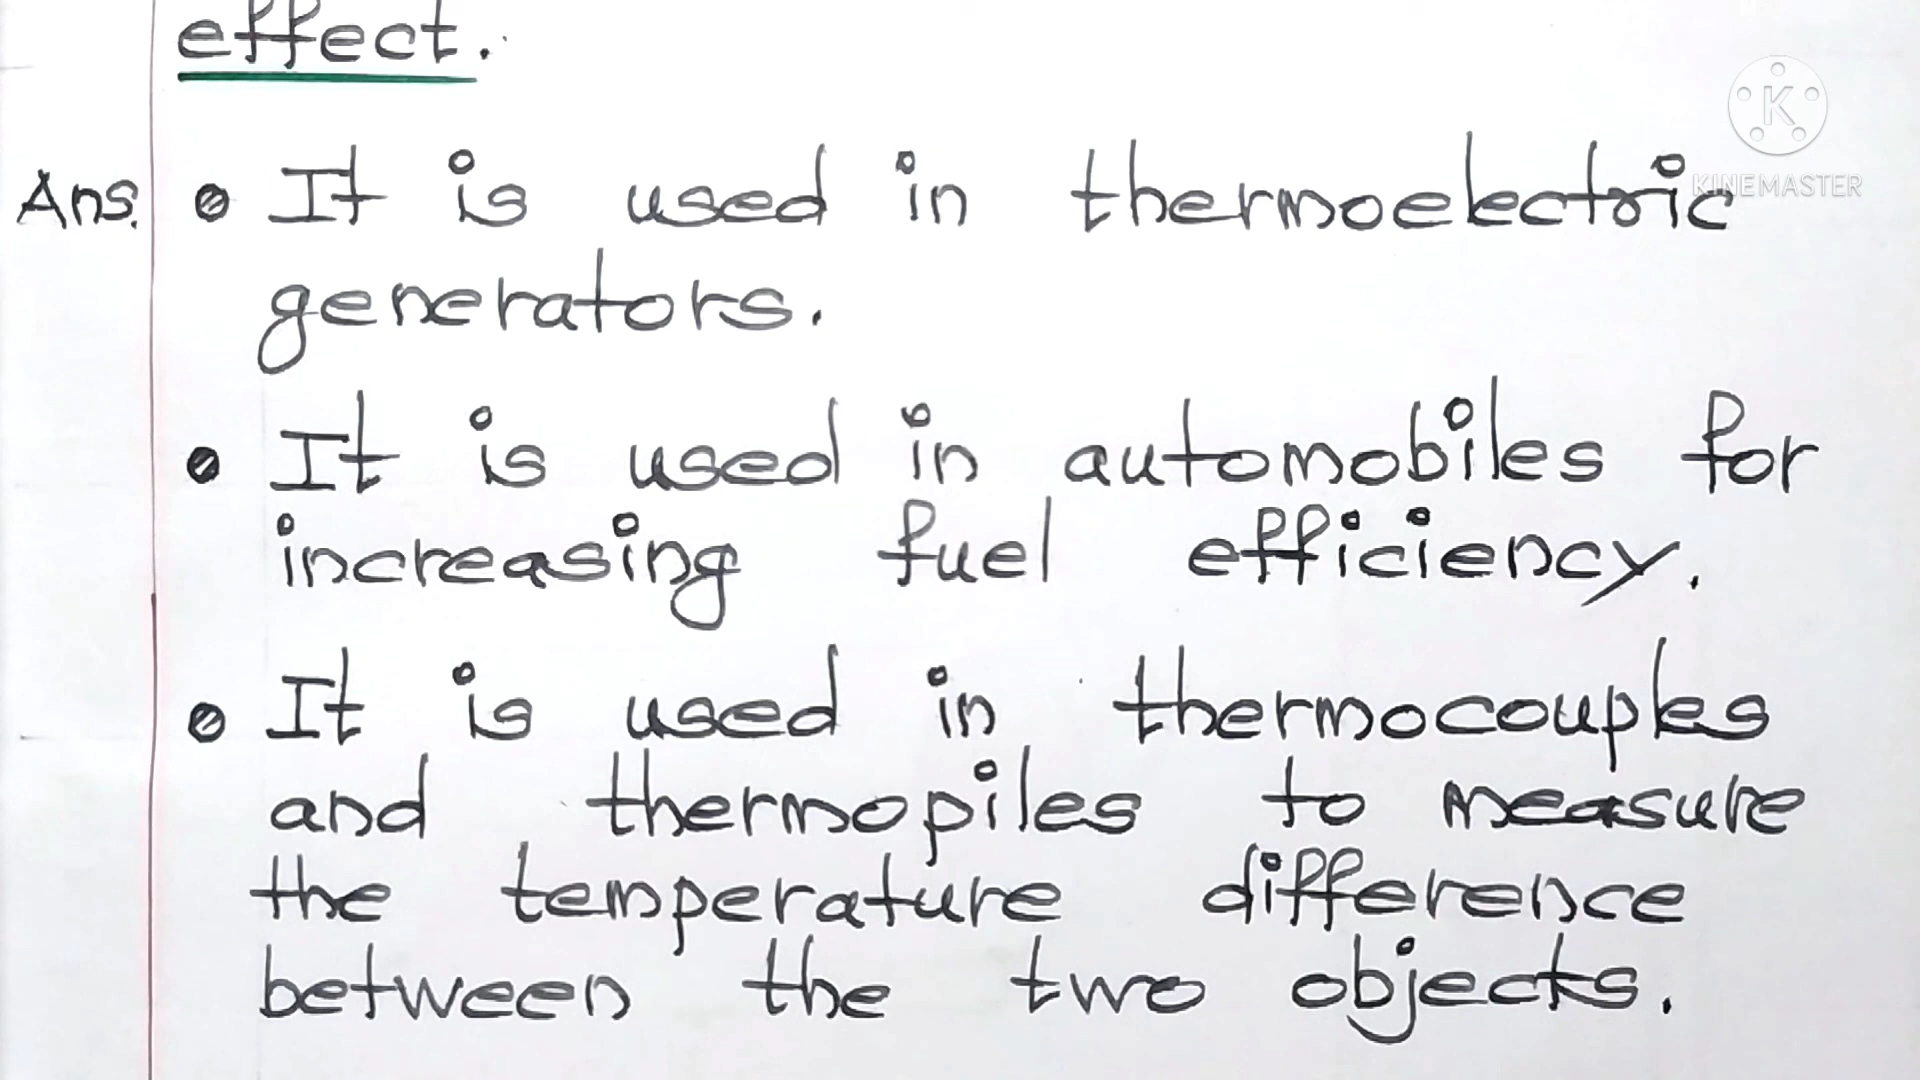 effect.
Ans. • It is used in thermoelectric
generators.
• It is used in automobiles for
increasing fuel efficiency.
• It is used in thermocouples
and thermopiles to measure
the temperature difference
between the two objects.
K
KINEMASTER